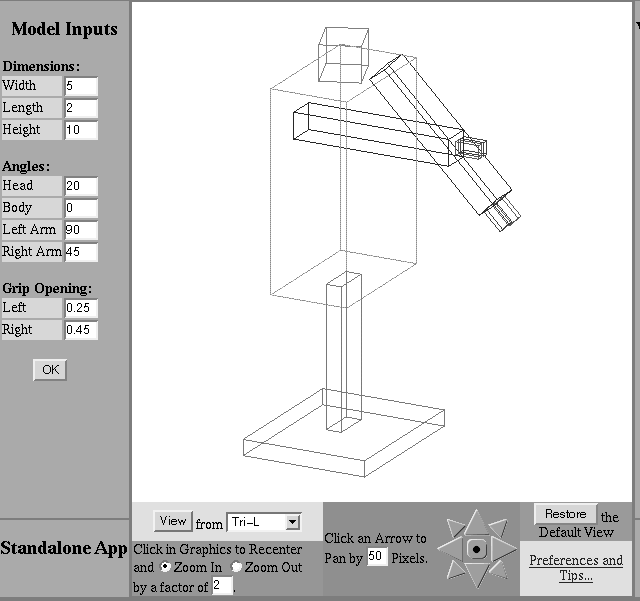 Model Inputs
Dimensions:
Width 5
Length 2
Height 10
Angles:
Head 20
Body 0
Left Arm 90
Right Arm 45
Grip Opening:
Left 0.25
Right 0.45
OK
Standalone App
View from Tri-L
Click in Graphics to Recenter
and Zoom In Zoom Out
by a factor of 2 .
Click an Arrow to
Pan by 50 Pixels.
Restore the
Default View
Preferences and
Tips...